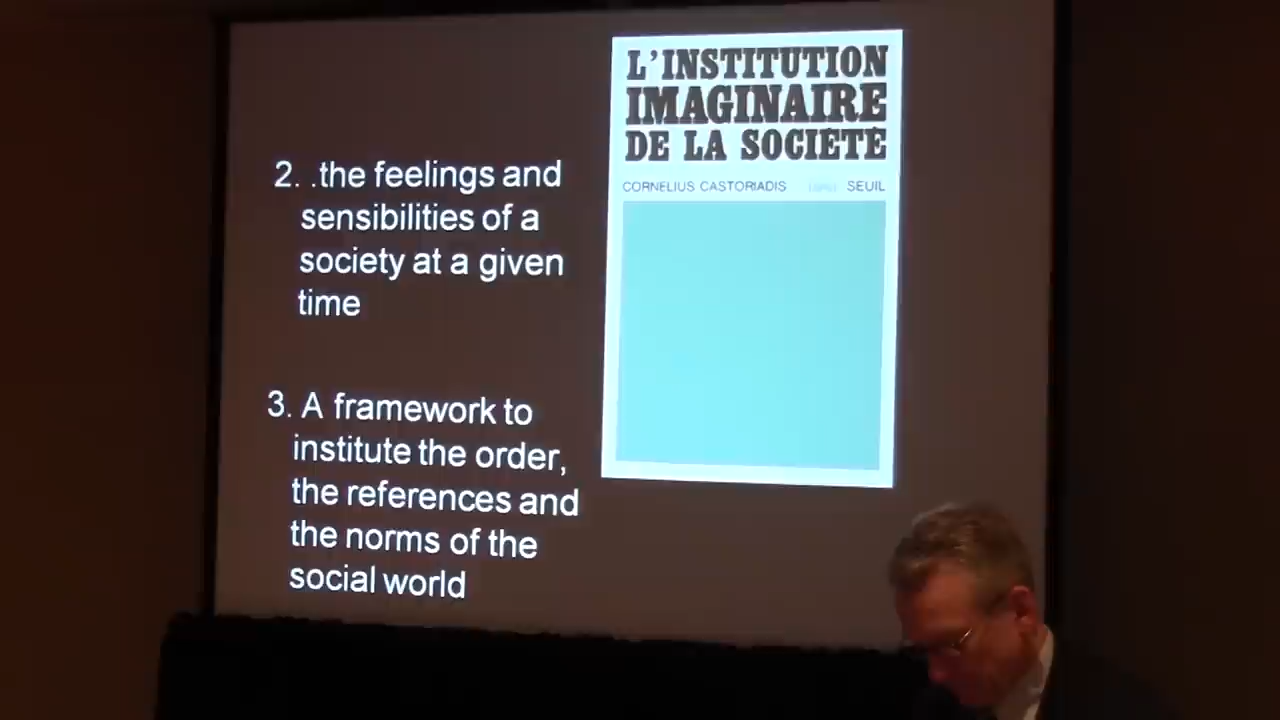 2. .the feelings and
sensibilities of a
society at a given
time
3. A framework to
institute the order,
the references and
the norms of the
social world
L'INSTITUTION
IMAGINAIRE
DE LA SOCIÉTÉ
CORNELIUS CASTORIADIS SEUIL